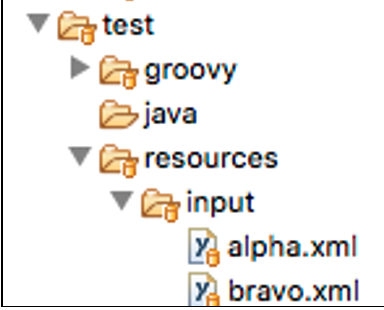 test
groovy
java
resources
input
alpha.xml
bravo.xml